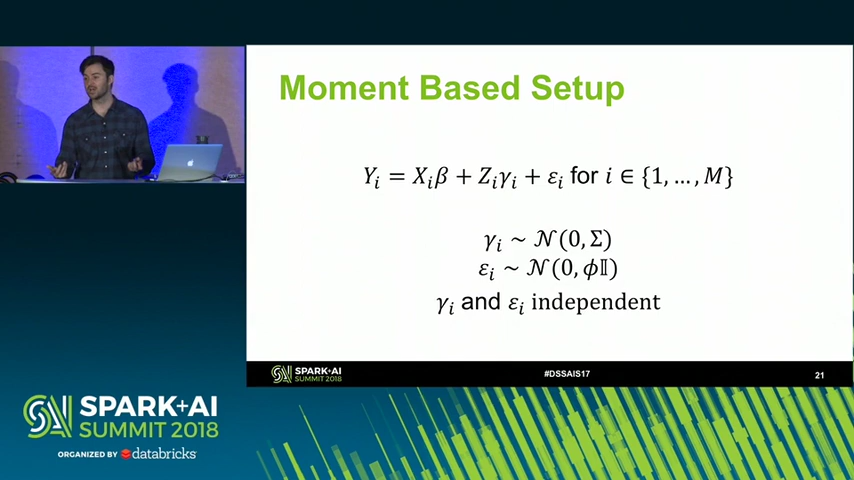 Moment Based Setup
Yᵢ = Xᵢβ + Zᵢγᵢ + εᵢ for i ∈ {1, … , M}
γᵢ ~ 𝒩(0, Σ)
εᵢ ~ 𝒩(0, ϕ𝕀)
γᵢ and εᵢ independent
SPARK+AI
SUMMIT 2018
#DSSAIS17
21
SPARK+AI
SUMMIT 2018
ORGANIZED BY databricks